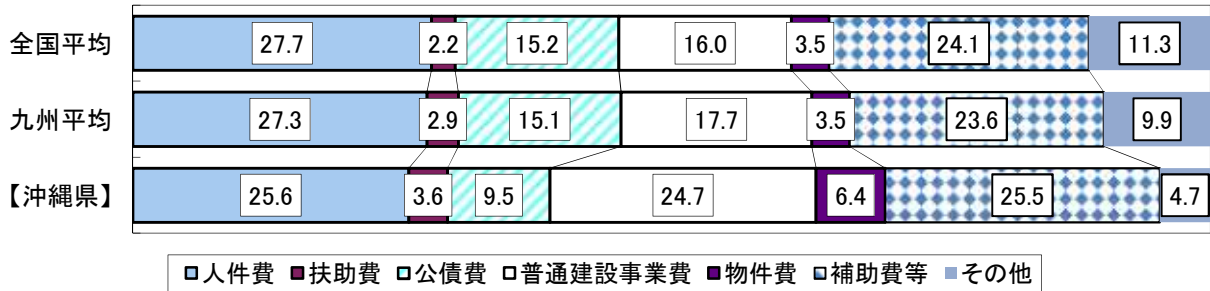 全国平均 27.7 2.2 15.2 16.0 3.5 24.1 11.3
九州平均 27.3 2.9 15.1 17.7 3.5 23.6 9.9
【沖縄県】 25.6 3.6 9.5 24.7 6.4 25.5 4.7
人件費 扶助費 公債費 普通建設事業費 物件費 補助費等 その他